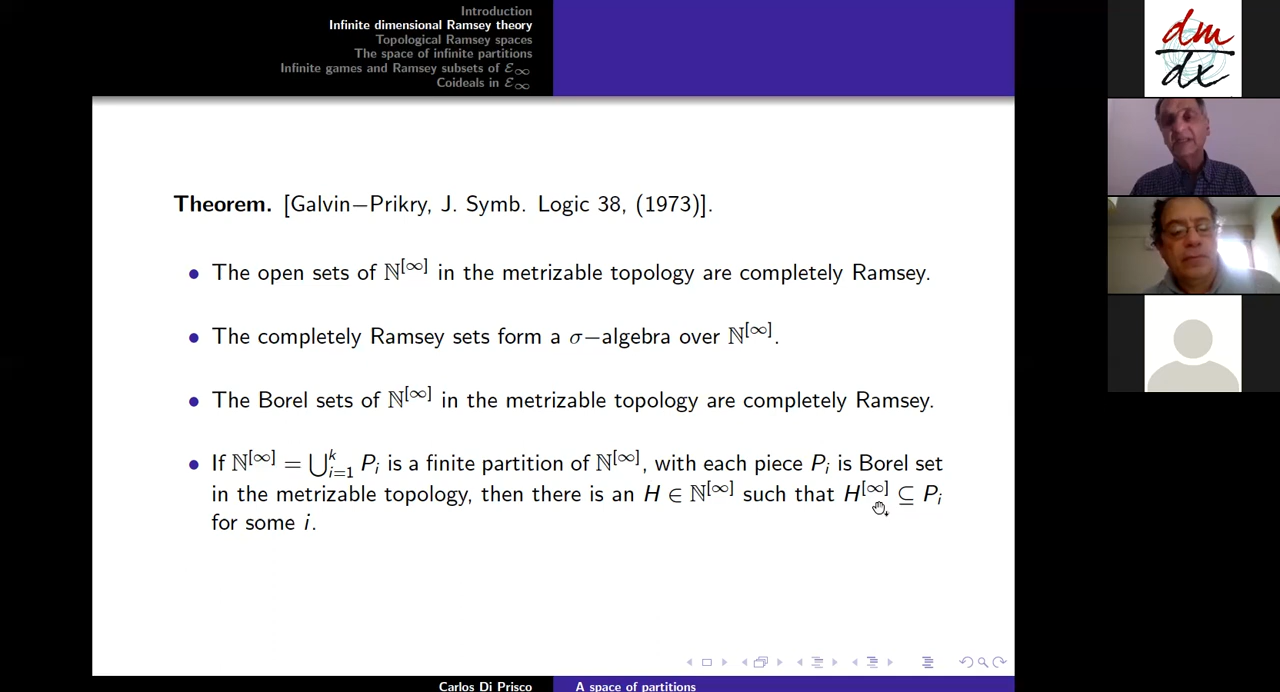 Introduction
Infinite dimensional Ramsey theory
Topological Ramsey spaces
The space of infinite partitions
Infinite games and Ramsey subsets of ℰ∞
Coideals in ℰ∞
dm
dx
Theorem. [Galvin−Prikry, J. Symb. Logic 38, (1973)].
• The open sets of ℕ^[∞] in the metrizable topology are completely Ramsey.
• The completely Ramsey sets form a σ−algebra over ℕ^[∞].
• The Borel sets of ℕ^[∞] in the metrizable topology are completely Ramsey.
• If ℕ^[∞] = ⋃_{i=1}^k P_i is a finite partition of ℕ^[∞], with each piece P_i is Borel set
in the metrizable topology, then there is an H ∈ ℕ^[∞] such that H^[∞] ⊆ P_i
for some i.
Carlos Di Prisco A space of partitions